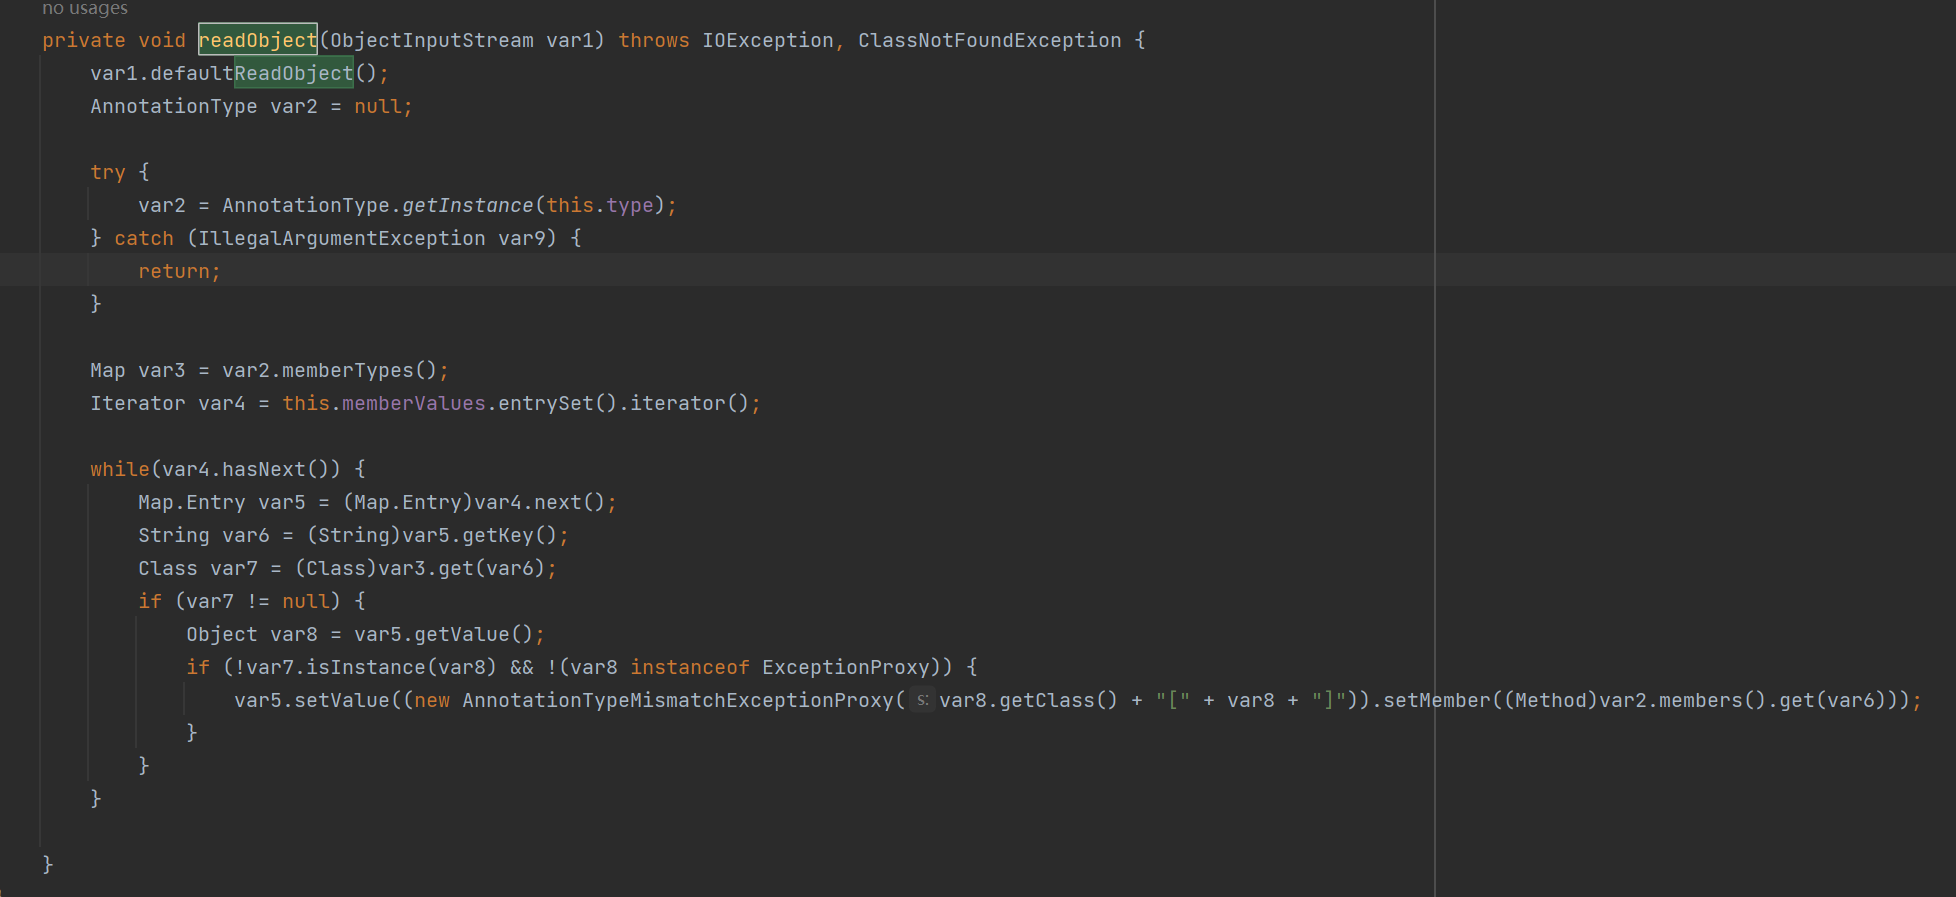 no usages
private void readObject(ObjectInputStream var1) throws IOException, ClassNotFoundException {
    var1.defaultReadObject();
    AnnotationType var2 = null;
    try {
        var2 = AnnotationType.getInstance(this.type);
    } catch (IllegalArgumentException var9) {
        return;
    }
    Map var3 = var2.memberTypes();
    Iterator var4 = this.memberValues.entrySet().iterator();
    while(var4.hasNext()) {
        Map.Entry var5 = (Map.Entry)var4.next();
        String var6 = (String)var5.getKey();
        Class var7 = (Class)var3.get(var6);
        if (var7 != null) {
            Object var8 = var5.getValue();
            if (!var7.isInstance(var8) && !(var8 instanceof ExceptionProxy)) {
                var5.setValue((new AnnotationTypeMismatchExceptionProxy( s: var8.getClass() + "[" + var8 + "]")).setMember((Method)var2.members().get(var6)));
            }
        }
    }
}